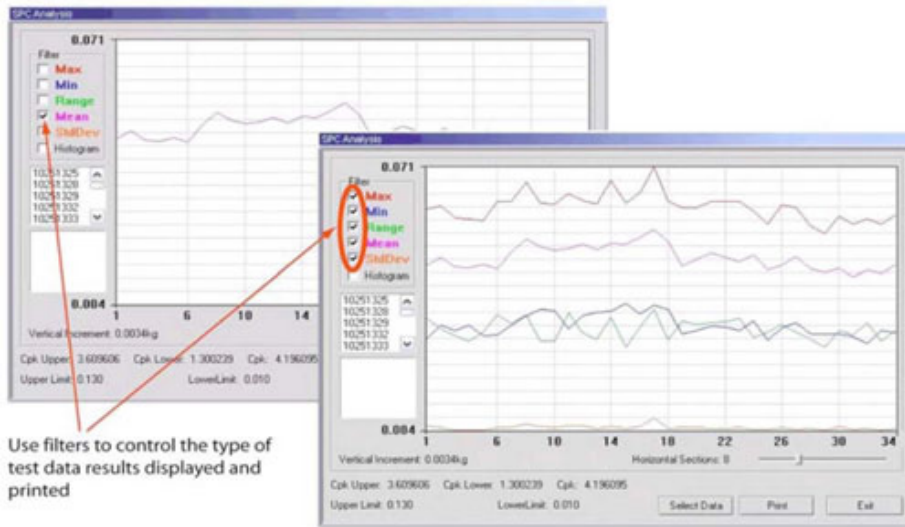 SPC Analysis
0.071
Filter
Max
Min
Range
Mean
StdDev
Histogram
10251325
10251328
10251329
10251332
10251333
0.004
1 6 10 14
Vertical Increment: 0.0034kg
Cpk Upper: 3.609606 Cpk Lower: 1.300239 Cpk: 4.196095
Upper Limit: 0.130 LowerLimit: 0.010
SPC Analysis
0.071
Filter
Max
Min
Range
Mean
StdDev
Histogram
10251325
10251328
10251329
10251332
10251333
0.004
1 6 10 14 18 22 26 30 34
Vertical Increment: 0.0034kg Horizontal Sections: 8
Cpk Upper: 3.609606 Cpk Lower: 1.300239 Cpk: 4.196095
Upper Limit: 0.130 LowerLimit: 0.010 Select Data Print Exit
Use filters to control the type of
test data results displayed and
printed